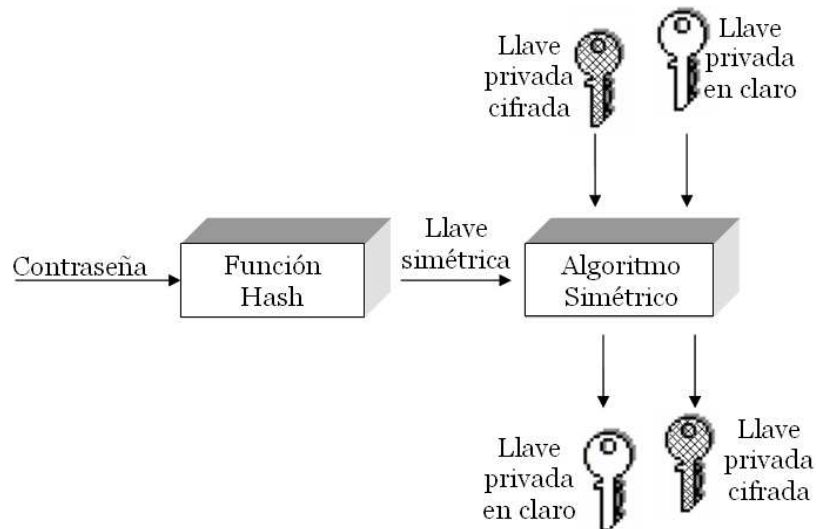 Llave
privada
cifrada
Llave
privada
en claro
Contraseña
Función
Hash
Llave
simétrica
Algoritmo
Simétrico
Llave
privada
en claro
Llave
privada
cifrada